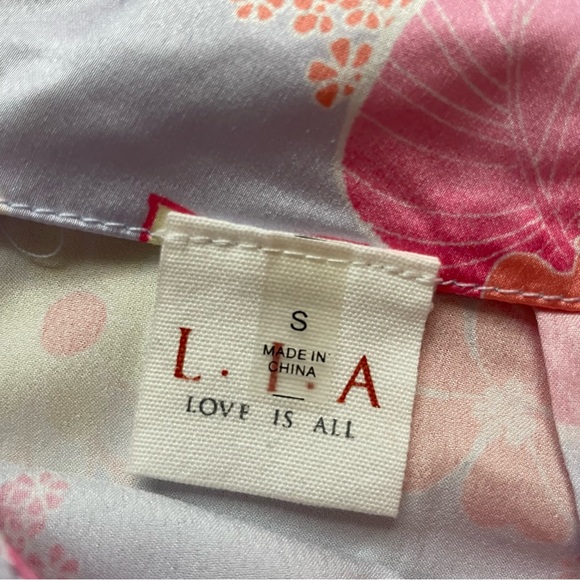 S
MADE IN
CHINA
L. I. A
LOVE IS ALL